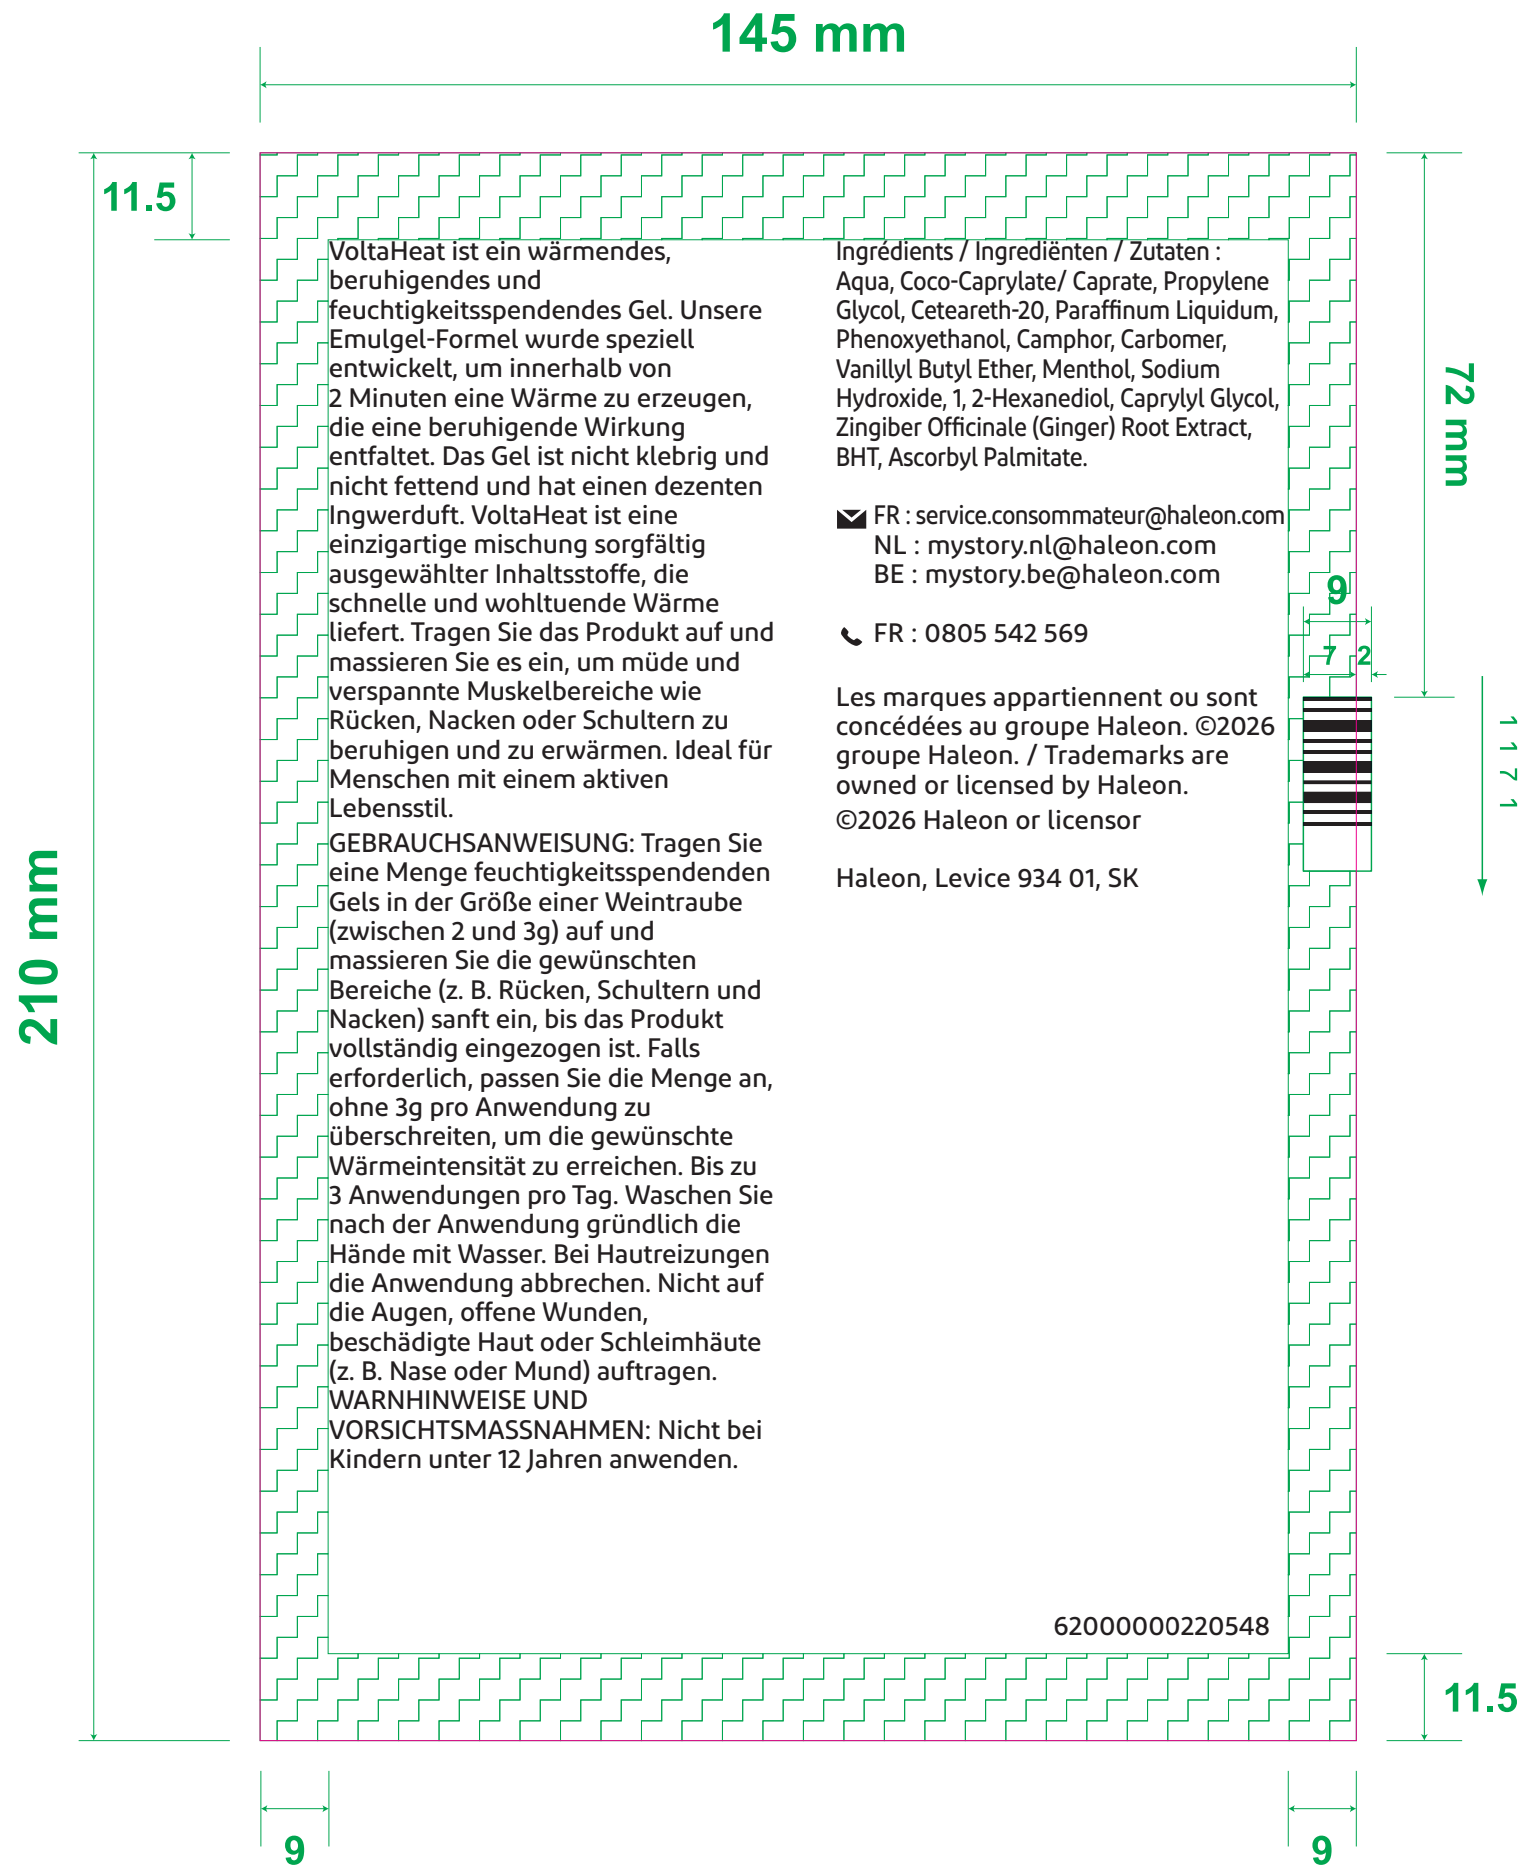 145 mm
11.5
VoltaHeat ist ein wärmendes,
beruhigendes und
feuchtigkeitsspendendes Gel. Unsere
Emulgel-Formel wurde speziell
entwickelt, um innerhalb von
2 Minuten eine Wärme zu erzeugen,
die eine beruhigende Wirkung
entfaltet. Das Gel ist nicht klebrig und
nicht fettend und hat einen dezenten
Ingwerduft. VoltaHeat ist eine
einzigartige mischung sorgfältig
ausgewählter Inhaltsstoffe, die
schnelle und wohltuende Wärme
liefert. Tragen Sie das Produkt auf und
massieren Sie es ein, um müde und
verspannte Muskelbereiche wie
Rücken, Nacken oder Schultern zu
beruhigen und zu erwärmen. Ideal für
Menschen mit einem aktiven
Lebensstil.
GEBRAUCHSANWEISUNG: Tragen Sie
eine Menge feuchtigkeitsspendenden
Gels in der Größe einer Weintraube
(zwischen 2 und 3g) auf und
massieren Sie die gewünschten
Bereiche (z. B. Rücken, Schultern und
Nacken) sanft ein, bis das Produkt
vollständig eingezogen ist. Falls
erforderlich, passen Sie die Menge an,
ohne 3g pro Anwendung zu
überschreiten, um die gewünschte
Wärmeintensität zu erreichen. Bis zu
3 Anwendungen pro Tag. Waschen Sie
nach der Anwendung gründlich die
Hände mit Wasser. Bei Hautreizungen
die Anwendung abbrechen. Nicht auf
die Augen, offene Wunden,
beschädigte Haut oder Schleimhäute
(z. B. Nase oder Mund) auftragen.
WARNHINWEISE UND
VORSICHTSMASSNAHMEN: Nicht bei
Kindern unter 12 Jahren anwenden.
Ingrédients / Ingrediënten / Zutaten :
Aqua, Coco-Caprylate/ Caprate, Propylene
Glycol, Ceteareth-20, Paraffinum Liquidum,
Phenoxyethanol, Camphor, Carbomer,
Vanillyl Butyl Ether, Menthol, Sodium
Hydroxide, 1, 2-Hexanediol, Caprylyl Glycol,
Zingiber Officinale (Ginger) Root Extract,
BHT, Ascorbyl Palmitate.
FR : service.consommateur@haleon.com
NL : mystory.nl@haleon.com
BE : mystory.be@haleon.com
FR : 0805 542 569
Les marques appartiennent ou sont
concédées au groupe Haleon. ©2026
groupe Haleon. / Trademarks are
owned or licensed by Haleon.
©2026 Haleon or licensor
Haleon, Levice 934 01, SK
62000000220548
72 mm
9
7 2
1171
210 mm
11.5
9
9